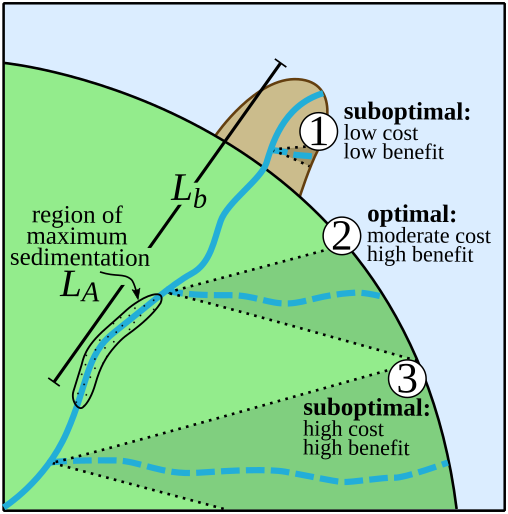 1
suboptimal:
low cost
low benefit
L_b
2
optimal:
moderate cost
high benefit
region of
maximum
sedimentation
L_A
3
suboptimal:
high cost
high benefit